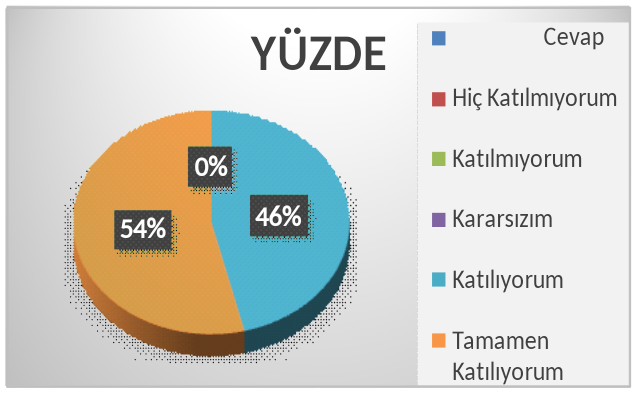 YÜZDE
0%
46%
54%
Cevap
Hiç Katılmıyorum
Katılmıyorum
Kararsızım
Katılıyorum
Tamamen
Katılıyorum